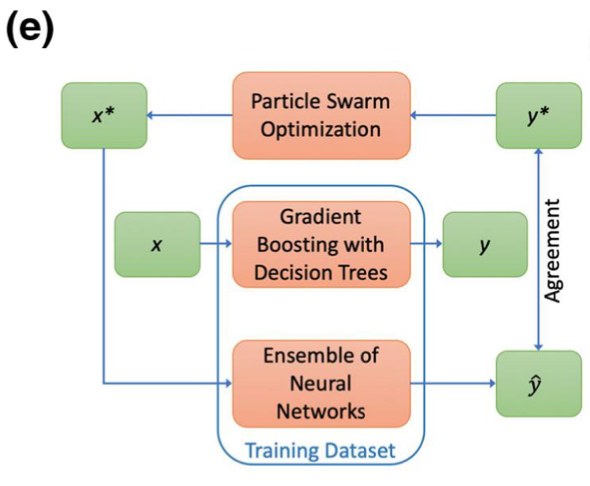 (e)
x*
Particle Swarm
Optimization
y*
x
Gradient
Boosting with
Decision Trees
y
Agreement
Ensemble of
Neural
Networks
ŷ
Training Dataset